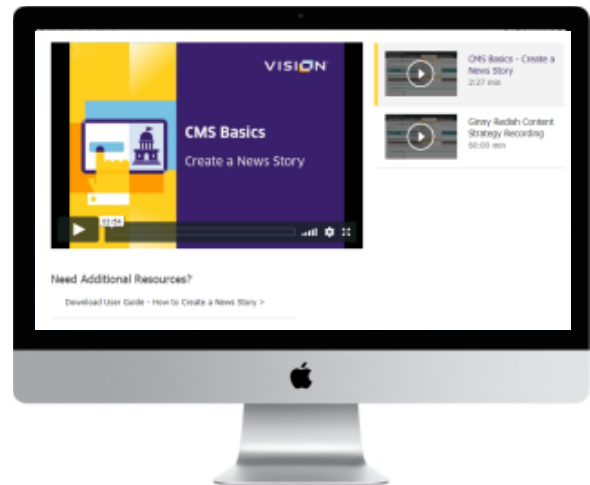 VISION
CMS Basics
Create a News Story
CMS Basics - Create a
News Story
2:27 min
Ginny Redish Content
Strategy Recording
60:00 min
Need Additional Resources?
Download User Guide - How to Create a News Story >